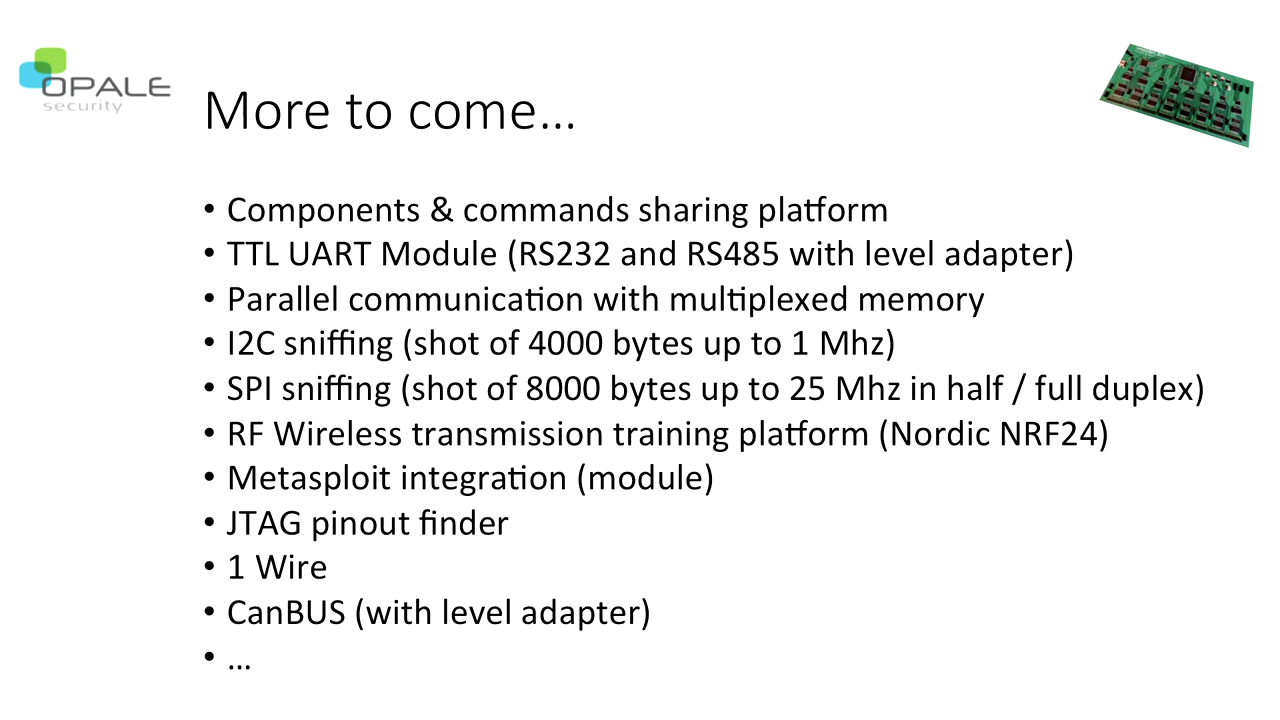 OPALE
security
More to come…
• Components & commands sharing platform
• TTL UART Module (RS232 and RS485 with level adapter)
• Parallel communication with multiplexed memory
• I2C sniffing (shot of 4000 bytes up to 1 Mhz)
• SPI sniffing (shot of 8000 bytes up to 25 Mhz in half / full duplex)
• RF Wireless transmission training platform (Nordic NRF24)
• Metasploit integration (module)
• JTAG pinout finder
• 1 Wire
• CanBUS (with level adapter)
• …